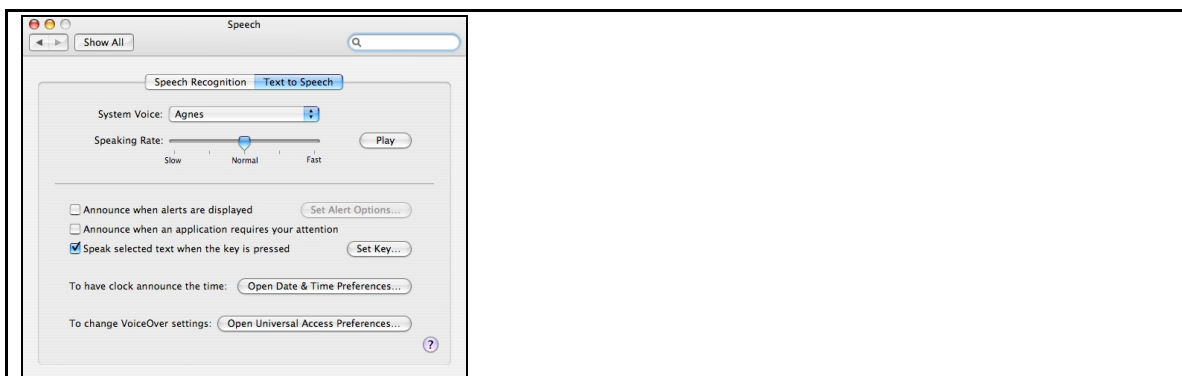 Speech
Show All
Speech Recognition Text to Speech
System Voice: Agnes
Speaking Rate: Play
Slow Normal Fast
Announce when alerts are displayed Set Alert Options...
Announce when an application requires your attention
Speak selected text when the key is pressed Set Key...
To have clock announce the time: Open Date & Time Preferences...
To change VoiceOver settings: Open Universal Access Preferences...
?